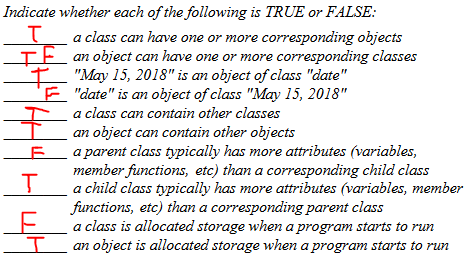 Indicate whether each of the following is TRUE or FALSE:
T a class can have one or more corresponding objects
T F an object can have one or more corresponding classes
T "May 15, 2018" is an object of class "date"
F "date" is an object of class "May 15, 2018"
T a class can contain other classes
T an object can contain other objects
F a parent class typically has more attributes (variables,
member functions, etc) than a corresponding child class
T a child class typically has more attributes (variables, member
functions, etc) than a corresponding parent class
F a class is allocated storage when a program starts to run
T an object is allocated storage when a program starts to run